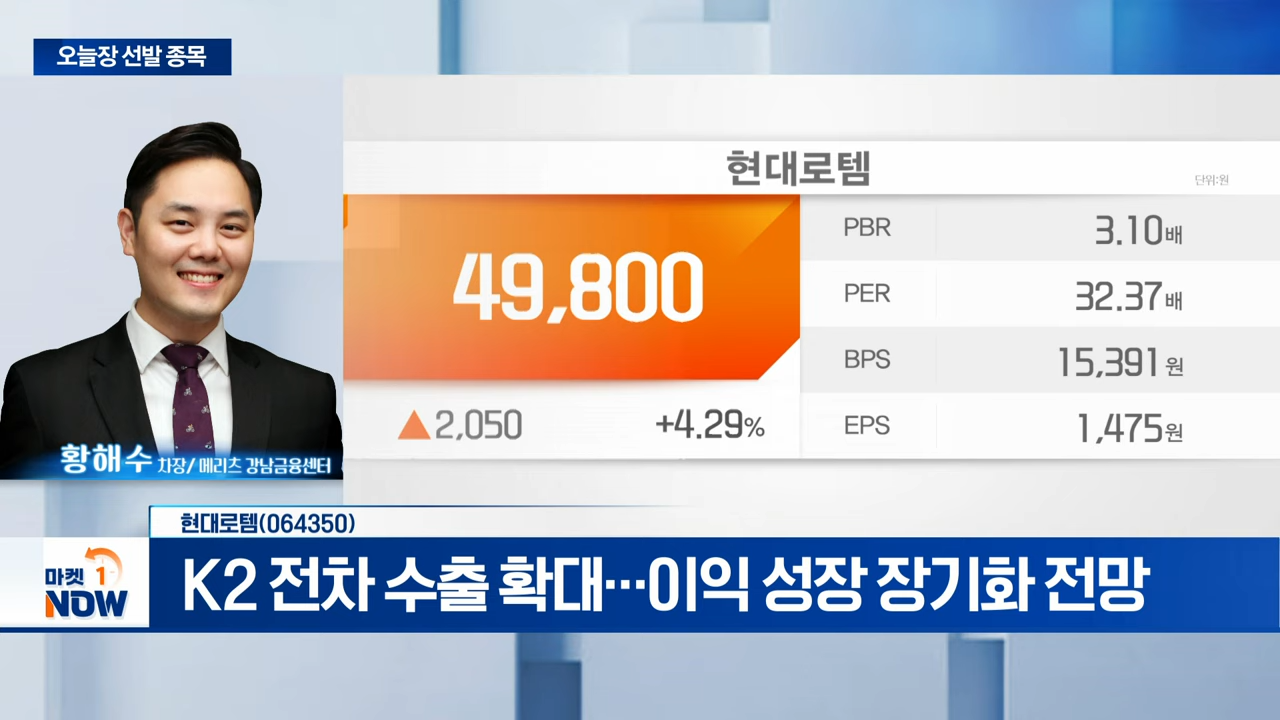 오늘장 선발 종목
현대로템
단위:원
49,800
▲2,050 +4.29%
PBR 3.10배
PER 32.37배
BPS 15,391원
EPS 1,475원
황해수 차장/ 메리츠 강남금융센터
현대로템(064350)
마켓 1
NOW
K2 전차 수출 확대…이익 성장 장기화 전망